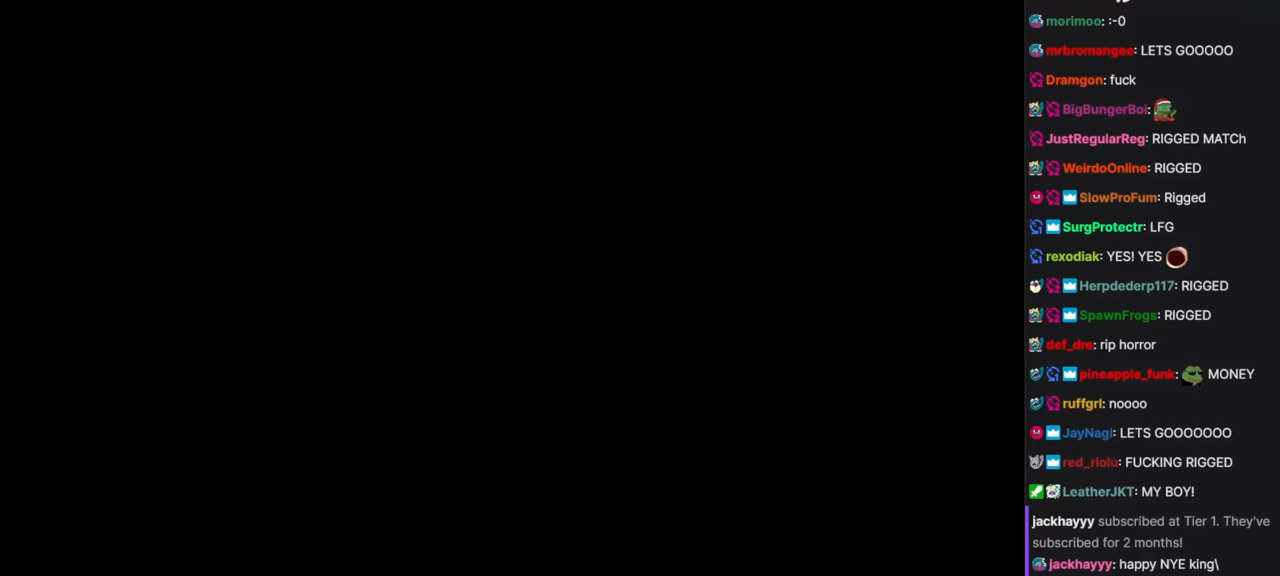 morimoo: :-0
mrbromangee: LETS GOOOOO
Dramgon: fuck
BigBungerBoi:
JustRegularReg: RIGGED MATCh
WeirdoOnline: RIGGED
SlowProFum: Rigged
SurgProtectr: LFG
rexodiak: YES! YES
Herpdederp117: RIGGED
SpawnFrogs: RIGGED
def_dre: rip horror
pineapple_funk: MONEY
ruffgrl: noooo
JayNagi: LETS GOOOOOOO
red_riolu: FUCKING RIGGED
LeatherJKT: MY BOY!
jackhayyy subscribed at Tier 1. They've
subscribed for 2 months!
jackhayyy: happy NYE king\